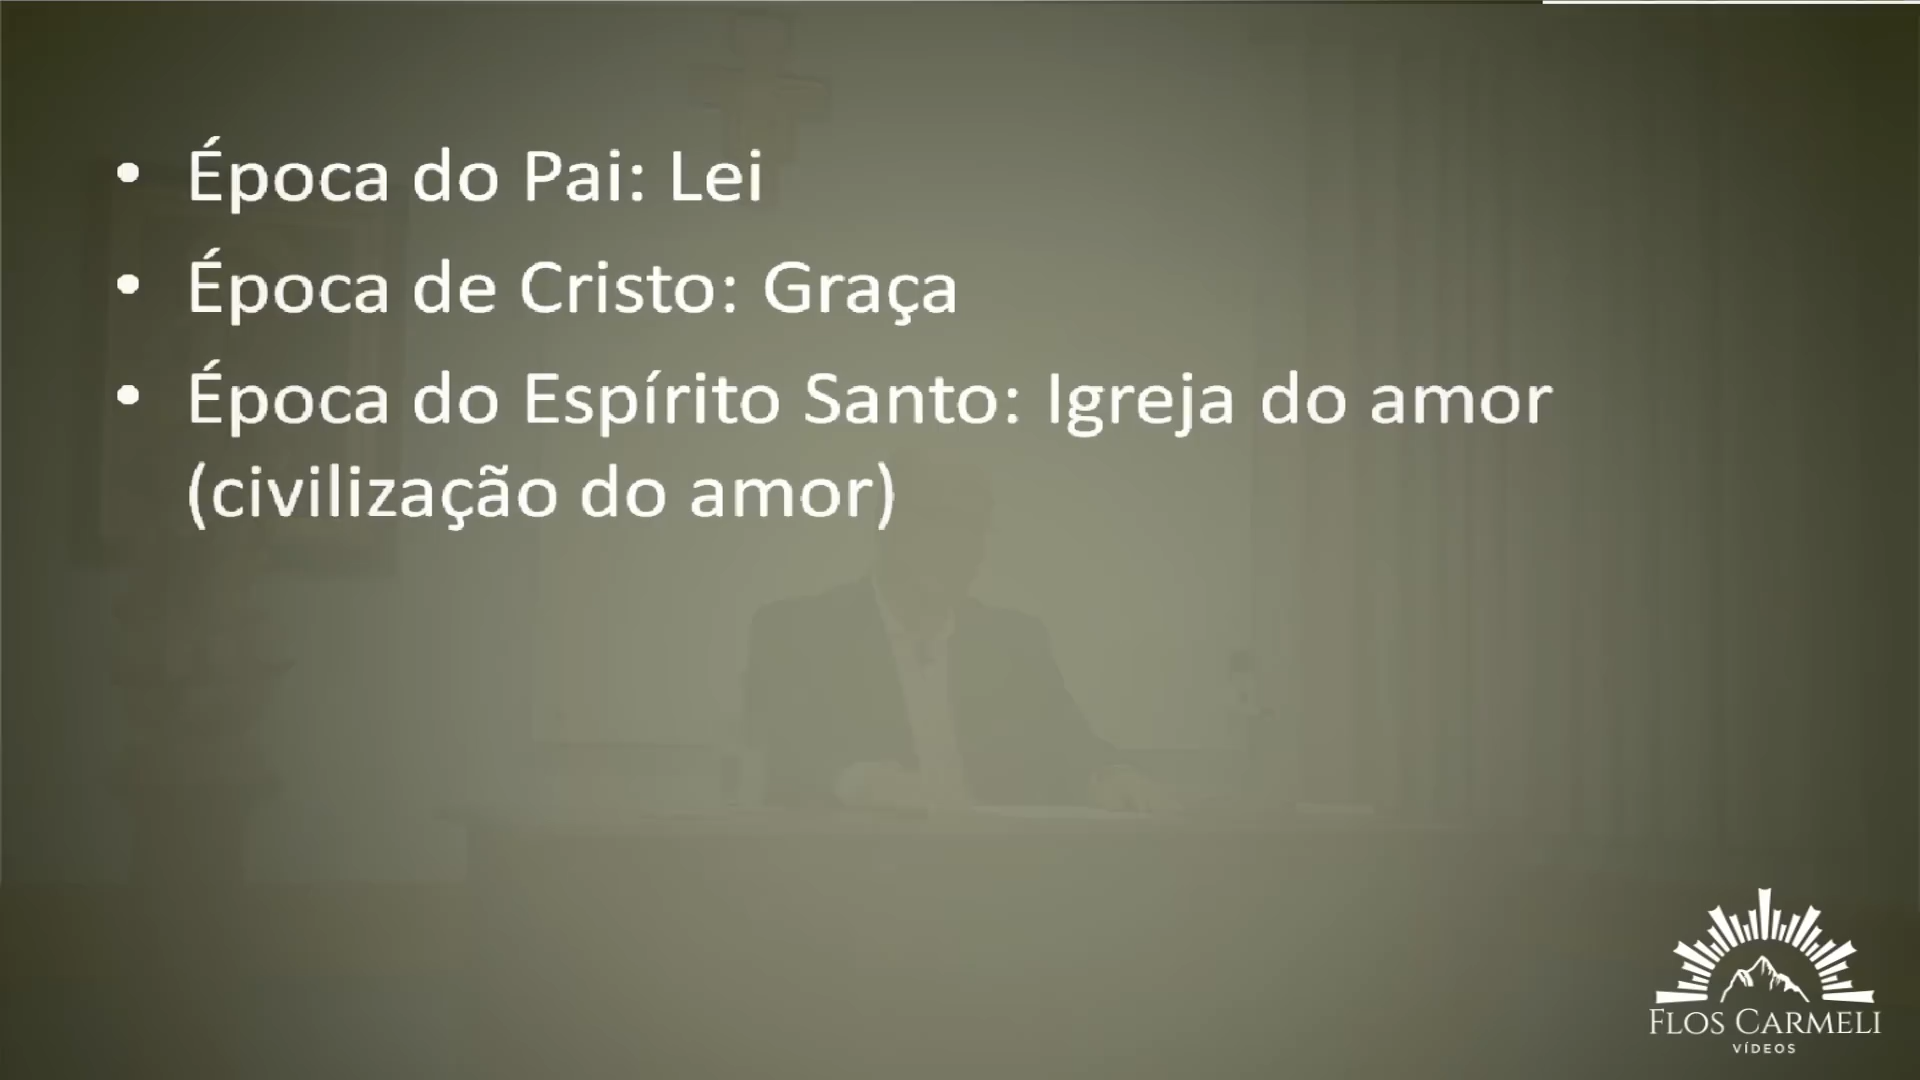 • Época do Pai: Lei
• Época de Cristo: Graça
• Época do Espírito Santo: Igreja do amor
(civilização do amor)
FLOS CARMELI
VÍDEOS